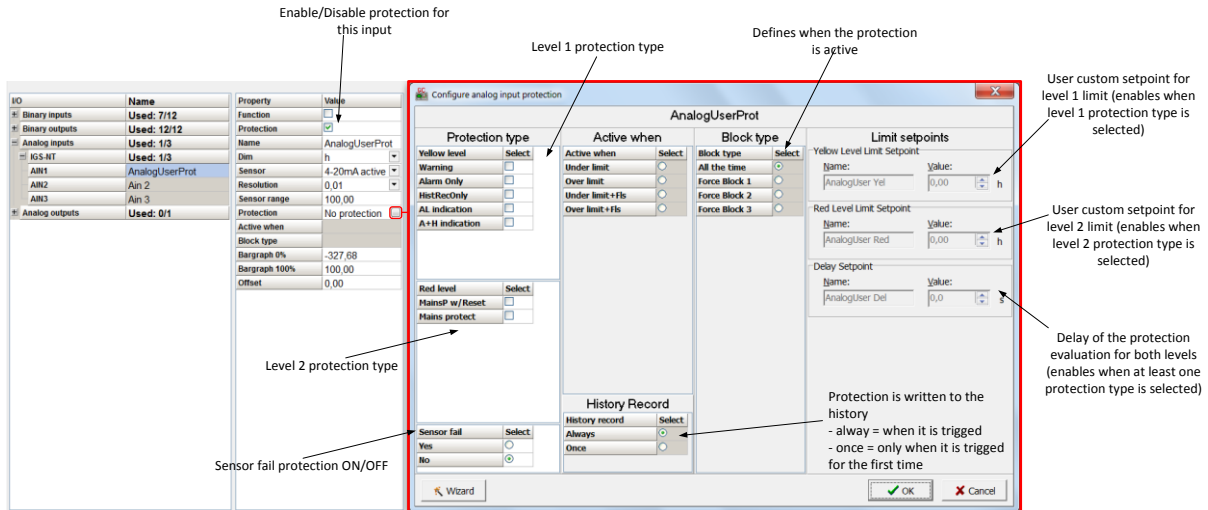 Enable/Disable protection for
this input
Level 1 protection type
Defines when the protection
is active
User custom setpoint for
level 1 limit (enables when
level 1 protection type is
selected)
I/O Name
Binary inputs Used: 7/12
Binary outputs Used: 12/12
Analog inputs Used: 1/3
IGS-NT Used: 1/3
AIN1 AnalogUserProt
AIN2 Ain 2
AIN3 Ain 3
Analog outputs Used: 0/1
Property Value
Function
Protection
Name AnalogUserProt
Dim h
Sensor 4-20mA active
Resolution 0,01
Sensor range 100,00
Protection No protection ...
Active when
Block type
Bargraph 0% -327,68
Bargraph 100% 100,00
Offset 0,00
Configure analog input protection
AnalogUserProt
Protection type
Yellow level Select
Warning
Alarm Only
HistRecOnly
AL indication
A+H indication
Red level Select
MainsP w/Reset
Mains protect
Sensor fail Select
Yes
No
Active when
Active when Select
Under limit
Over limit
Under limit+Fls
Over limit+Fls
History Record
History record Select
Always
Once
Block type
Block type Select
All the time
Force Block 1
Force Block 2
Force Block 3
Limit setpoints
Yellow Level Limit Setpoint
Name: Value:
AnalogUser Yel 0,00 h
Red Level Limit Setpoint
Name: Value:
AnalogUser Red 0,00 h
Delay Setpoint
Name: Value:
AnalogUser Del 0,0 s
Wizard
OK
Cancel
User custom setpoint for
level 2 limit (enables when
level 2 protection type is
selected)
Delay of the protection
evaluation for both levels
(enables when at least one
protection type is selected)
Level 2 protection type
Sensor fail protection ON/OFF
Protection is written to the
history
- alway = when it is trigged
- once = only when it is trigged
for the first time